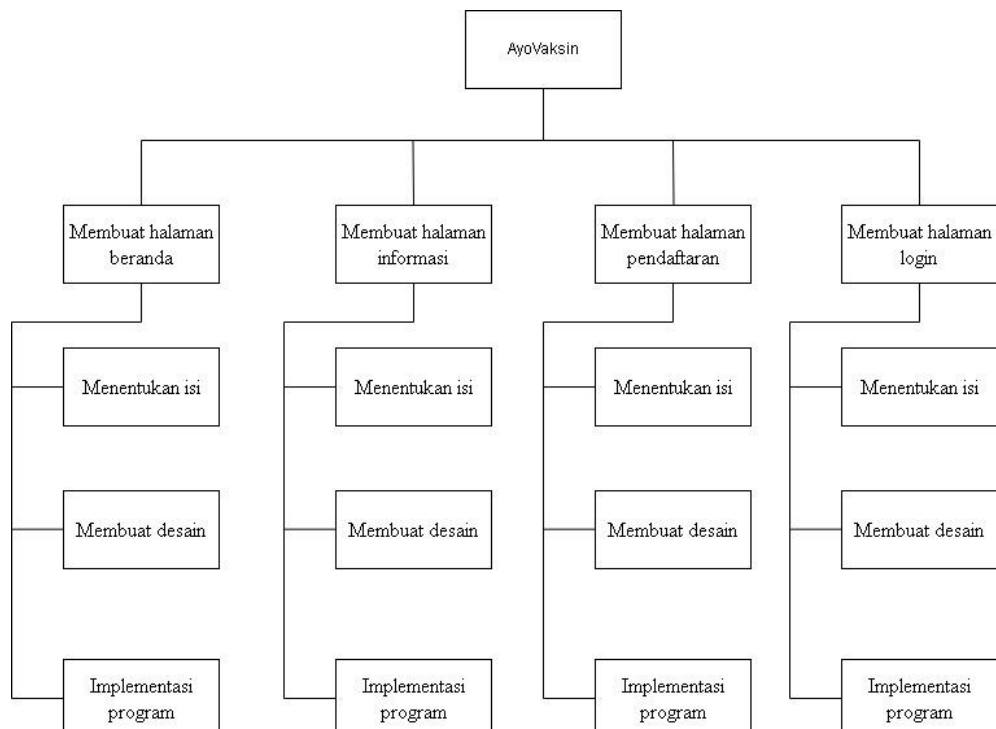 AyoVaksin
Membuat halaman
beranda
Membuat halaman
informasi
Membuat halaman
pendaftaran
Membuat halaman
login
Menentukan isi
Menentukan isi
Menentukan isi
Menentukan isi
Membuat desain
Membuat desain
Membuat desain
Membuat desain
Implementasi
program
Implementasi
program
Implementasi
program
Implementasi
program